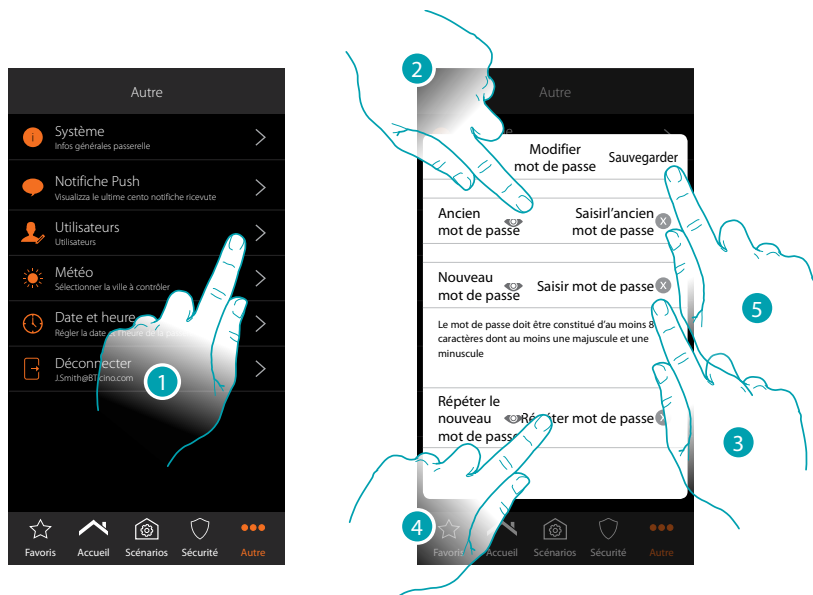 Autre
Système
Infos générales passerelle
Notifiche Push
Visualizza le ultime cento notifiche ricevute
Utilisateurs
Utilisateurs
Météo
Sélectionner la ville à contrôler
Date et heure
Régler la date
Déconnecter
J.Smith@BTicino.com
1
Favoris
Accueil
Scénarios
Sécurité
Autre
2
Autre
Modifier
mot de passe
Sauvegarder
Ancien
mot de passe
Saisirl'ancien
mot de passe
X
Nouveau
mot de passe
Saisir mot de passe
X
Le mot de passe doit être constitué d'au moins 8
caractères dont au moins une majuscule et une
minuscule
5
Répéter le
nouveau
mot de passe
Répéter mot de passe
3
4
Favoris
Accueil
Scénarios
Sécurité
Autre